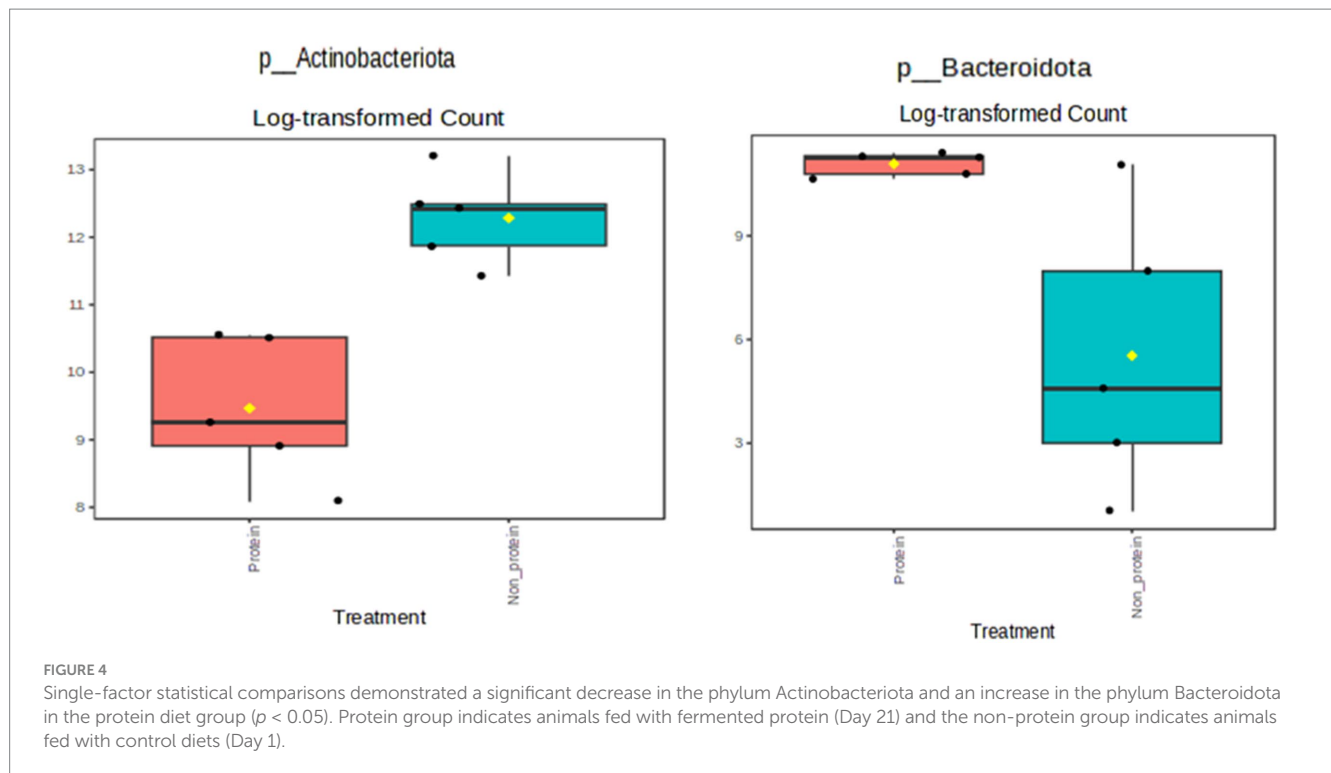 p__Actinobacteriota
Log-transformed Count
13
12
11
10
9
8
Protein
Non_protein
Treatment
p__Bacteroidota
Log-transformed Count
9
6
3
Protein
Non_protein
Treatment
FIGURE 4
Single-factor statistical comparisons demonstrated a significant decrease in the phylum Actinobacteriota and an increase in the phylum Bacteroidota
in the protein diet group (p < 0.05). Protein group indicates animals fed with fermented protein (Day 21) and the non-protein group indicates animals
fed with control diets (Day 1).